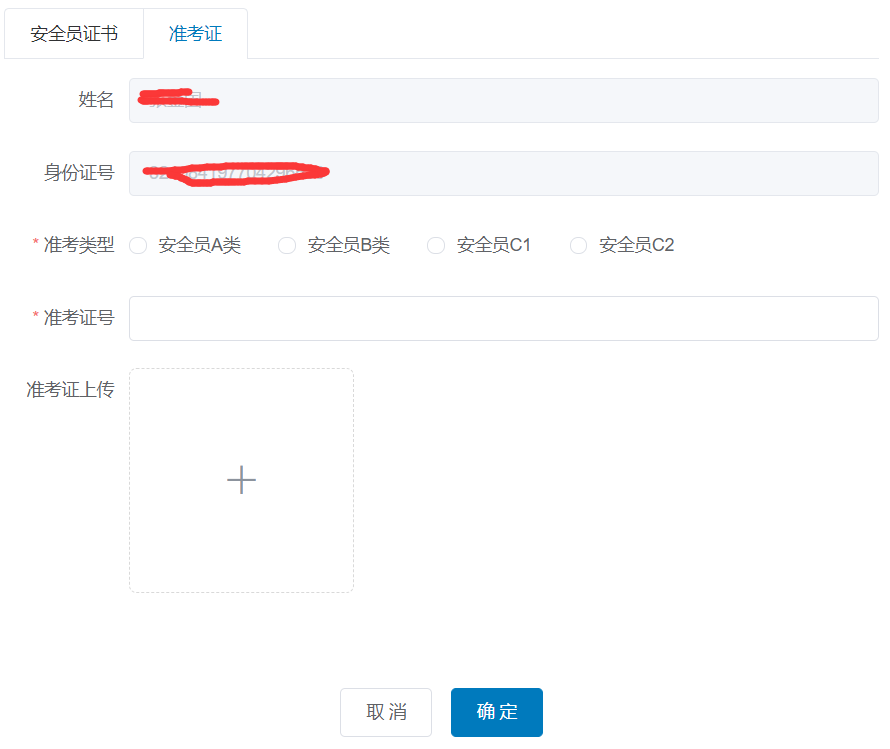 安全员证书 准考证
姓名
身份证号
* 准考类型 安全员A类 安全员B类 安全员C1 安全员C2
* 准考证号
准考证上传
取消 确定